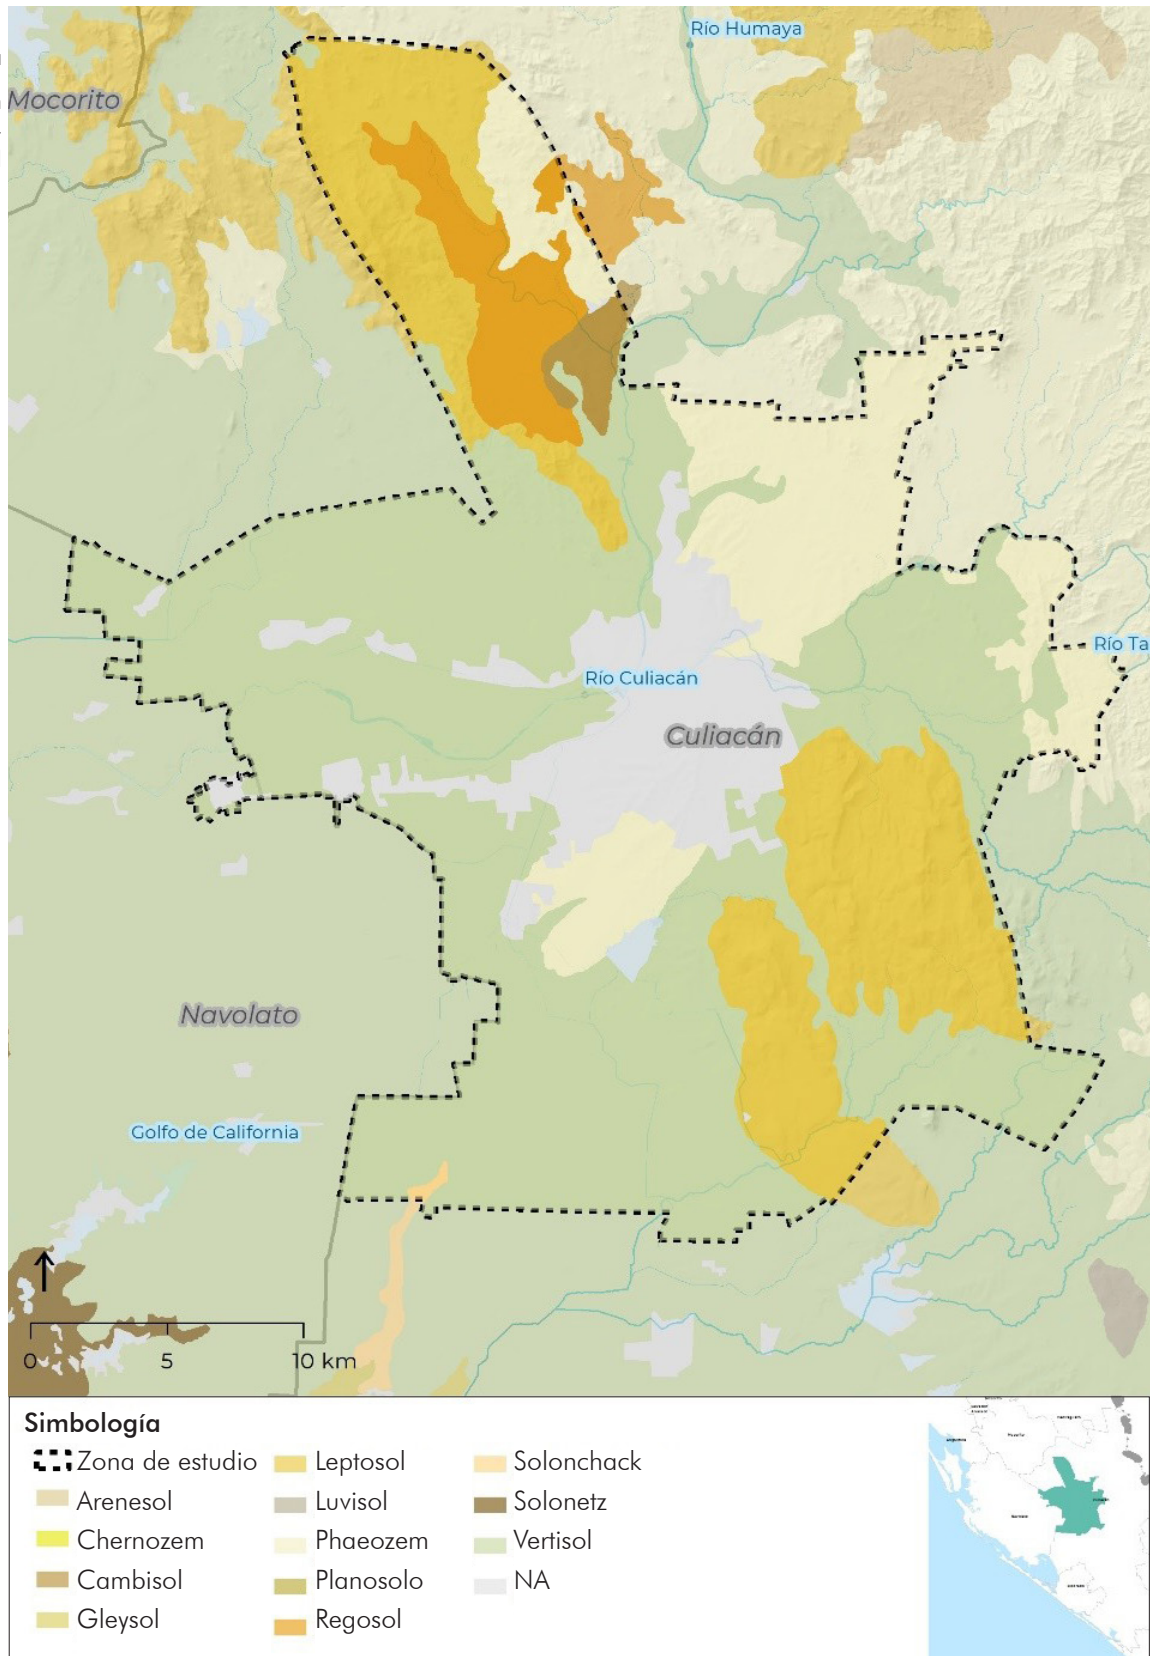 Río Humaya
Mocorito
Río Ta
Río Culiacán
Culiacán
Navolato
Golfo de California
0 5 10 km
Simbología
Zona de estudio
Arenesol
Chernozem
Cambisol
Gleysol
Leptosol
Luvisol
Phaeozem
Planosolo
Regosol
Solonchack
Solonetz
Vertisol
NA